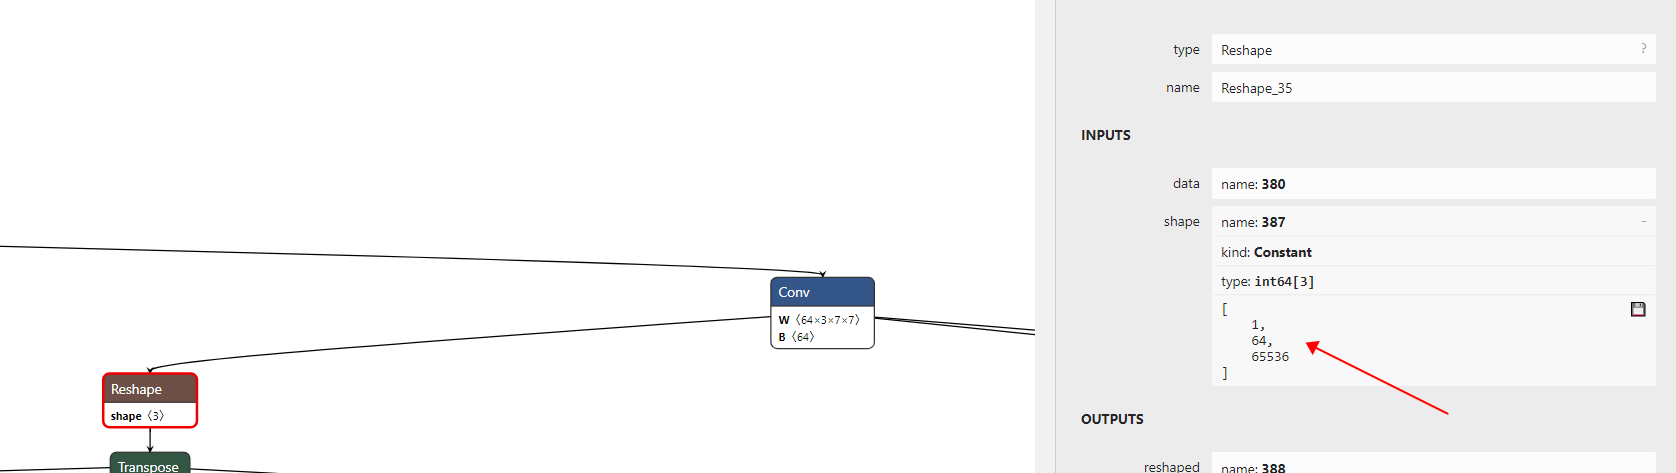 Conv
W 〈64×3×7×7〉
B 〈64〉
Reshape
shape 〈3〉
Transpose
type Reshape ?
name Reshape_35
INPUTS
data name: 380
shape name: 387 -
kind: Constant
type: int64[3]
[
1,
64,
65536
]
OUTPUTS
reshaped name: 388